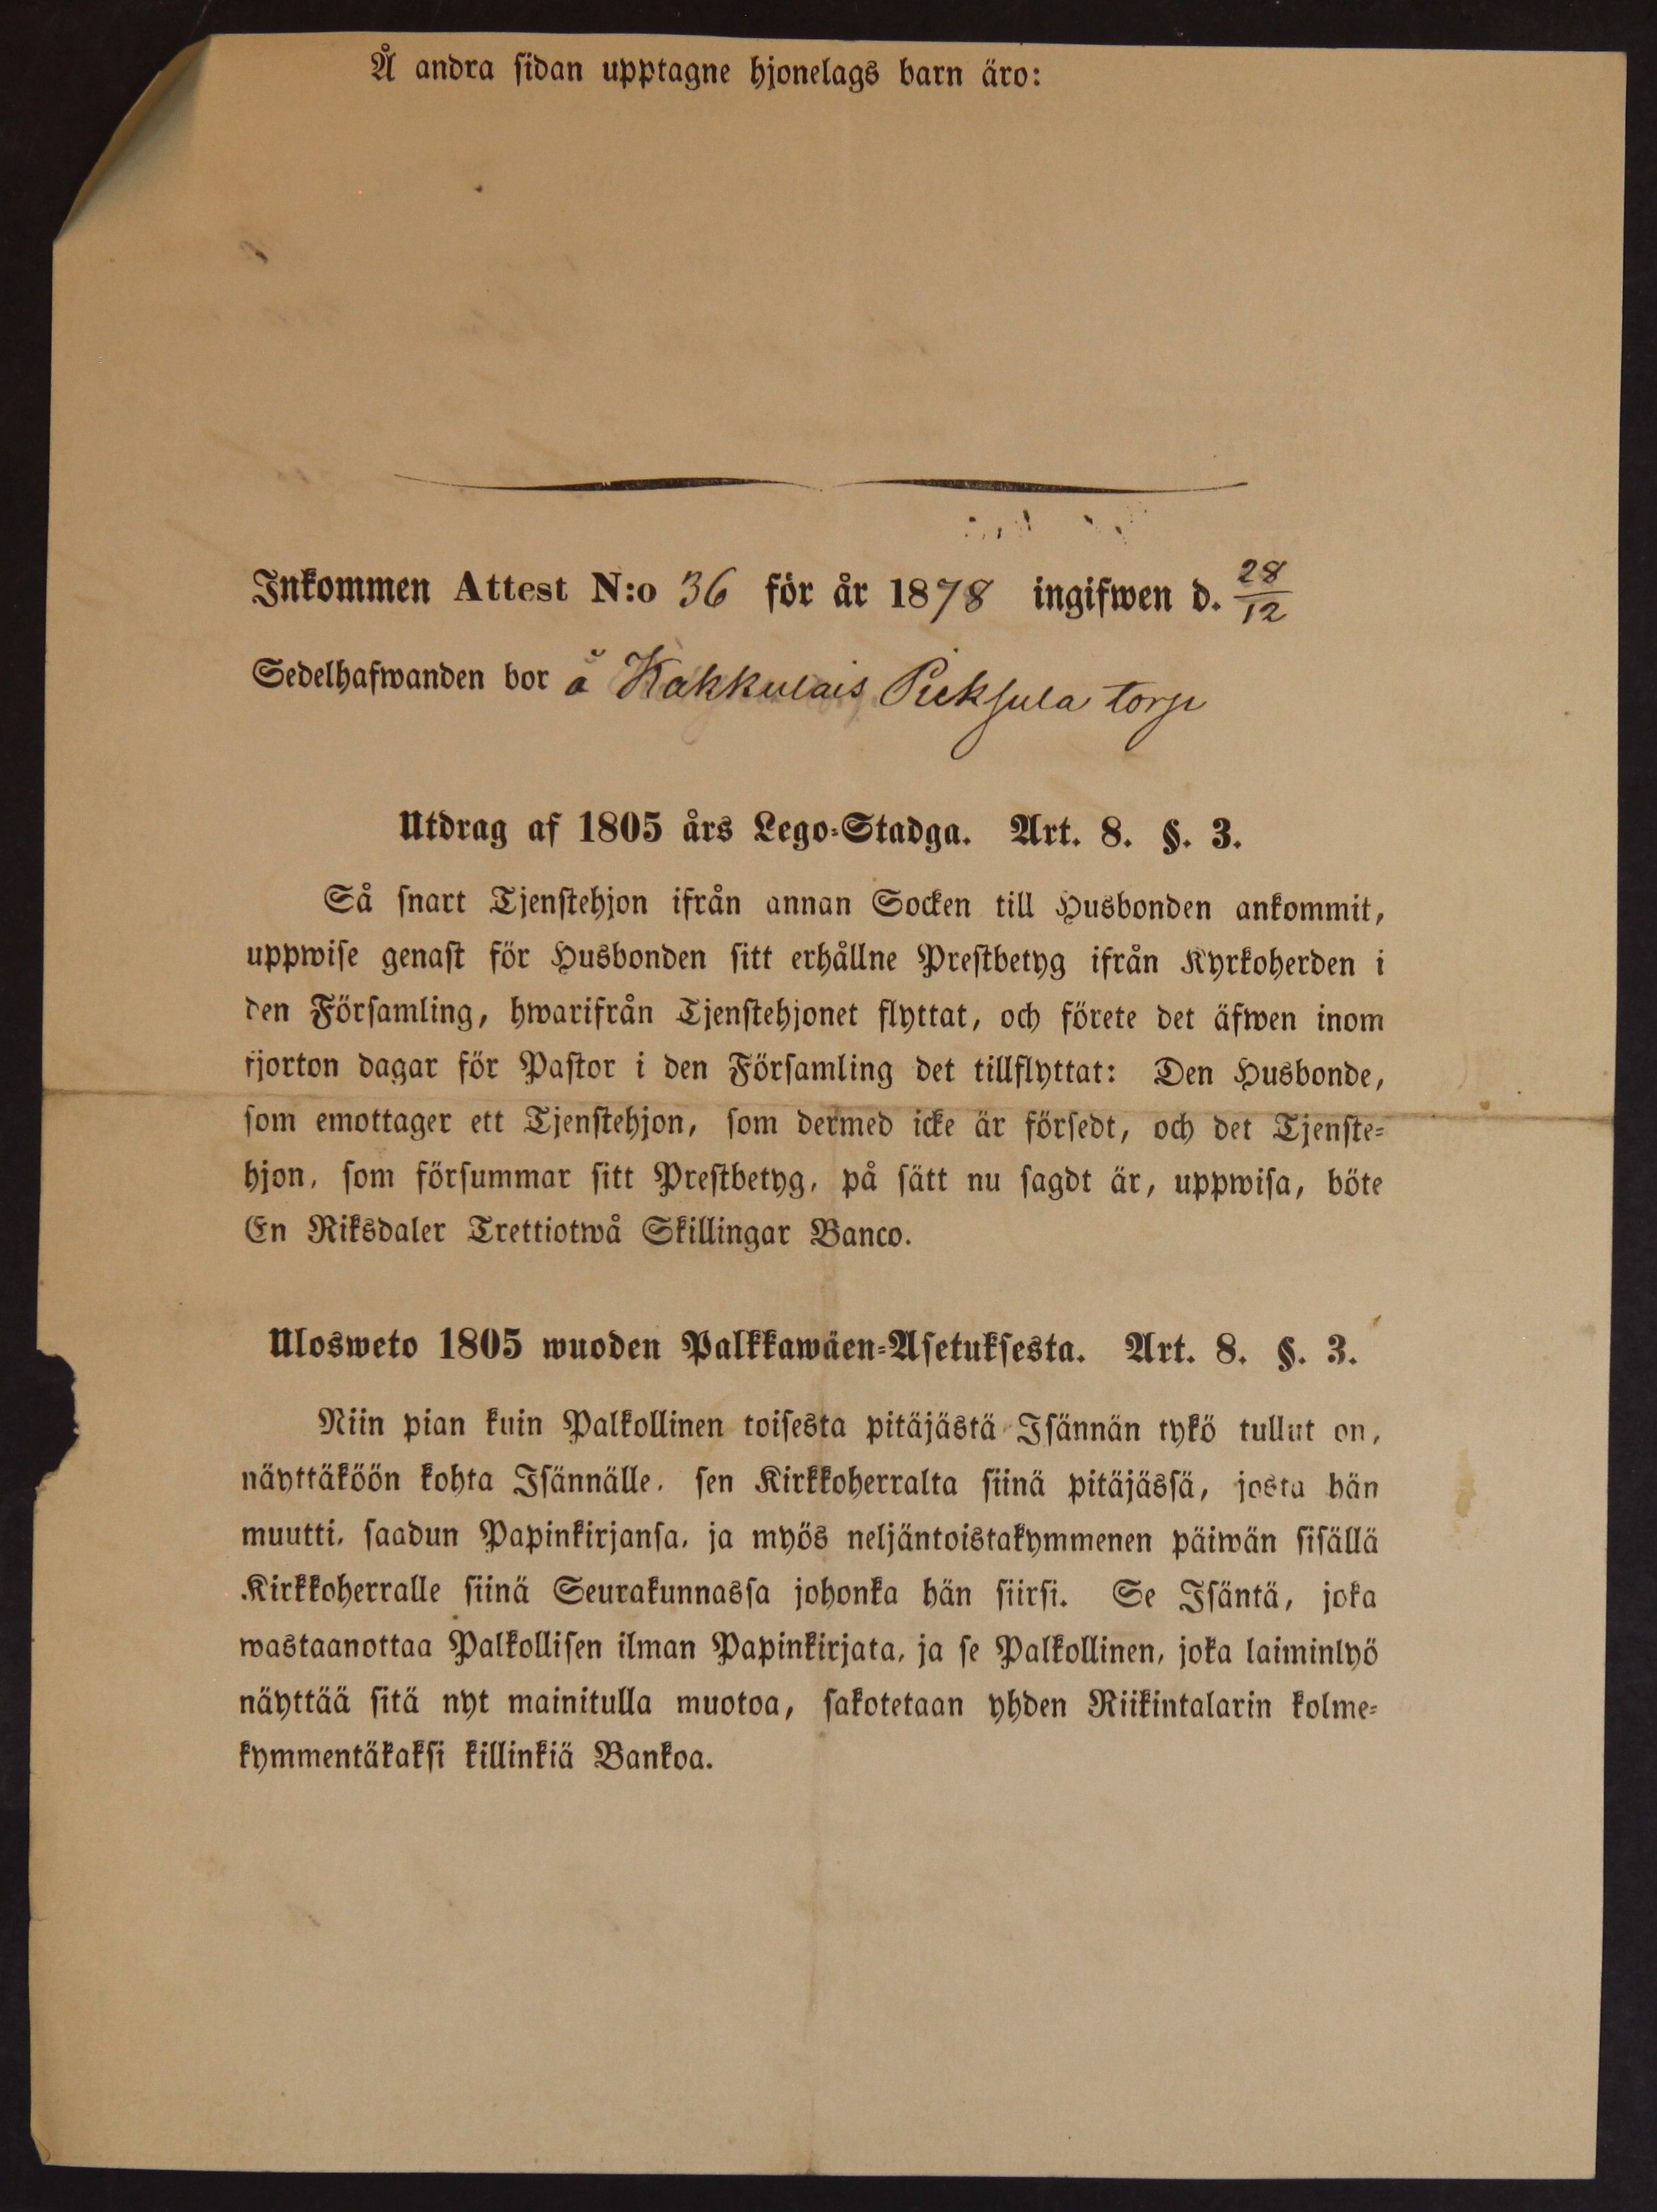 Å andra sidan upptagne hjonelags barn äro:
Inkommen Attest N:o 36 för år 1878 ingifwen d. 28/12
Sedelhafwanden bor å Kakkulais Pieksula torp
Utdrag af 1805 års Lego-Stadga. Art. 8. §. 3.
Så snart Tjenstehjon ifrån annan Socken till Husbonden ankommit,
uppwise genast för Husbonden sitt erhållne Prestbetyg ifrån Kyrkoherden i
den Församling, hwarifrån Tjenstehjonet flyttat, och förete det äfwen inom
fjorton dagar för Pastor i den Församling det tillflyttat: Den Husbonde,
som emottager ett Tjenstehjon, som dermed icke är försedt, och det Tjenste-
hjon, som försummar sitt Prestbetyg, på sätt nu sagdt är, uppwisa, böte
En Riksdaler Trettiotwå Skillingar Banco.
Ulosweto 1805 wuoden Palkkawäen-Asetuksesta. Art. 8. §. 3.
Niin pian kuin Palkollinen toisesta pitäjästä Isännän tykö tullut on,
näyttäköön kohta Isännälle, sen Kirkkoherralta siinä pitäjässä, josta hän
muutti, saadun Papinkirjansa, ja myös neljäntoistakymmenen päiwän sisällä
Kirkkoherralle siinä Seurakunnassa johonka hän siirsi. Se Isäntä, joka
wastaanottaa Palkollisen ilman Papinkirjata, ja se Palkollinen, joka laiminlyö
näyttää sitä nyt mainitulla muotoa, sakotetaan yhden Riikintalarin kolme-
kymmentäkaksi killinkiä Bankoa.